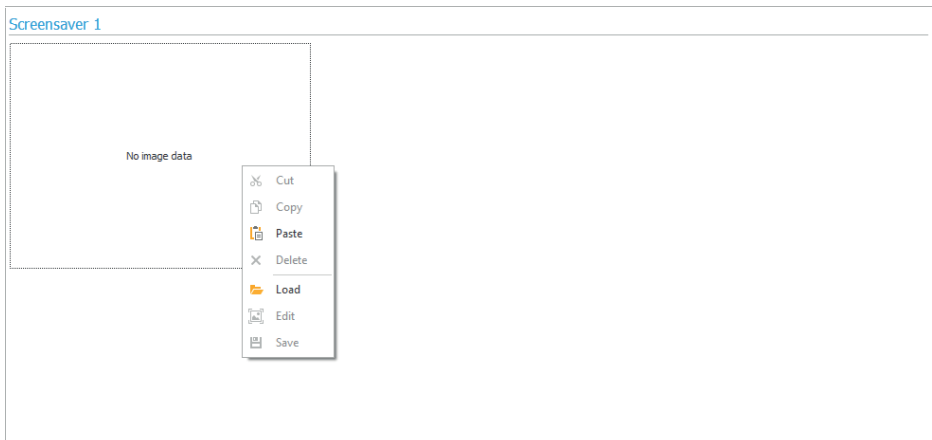 Screensaver 1
No image data
Cut
Copy
Paste
Delete
Load
Edit
Save